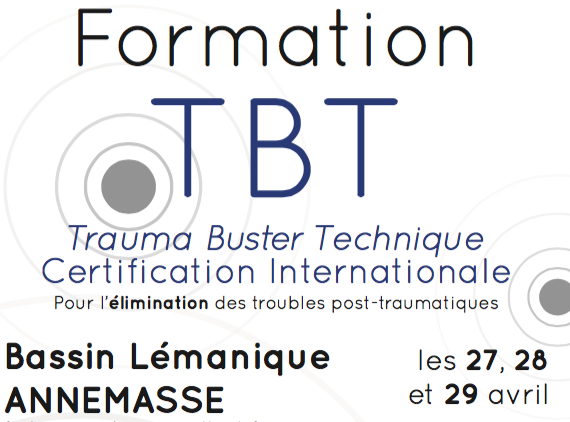 Formation
TBT
Trauma Buster Technique
Certification Internationale
Pour l'élimination des troubles post-traumatiques
Bassin Lémanique
ANNEMASSE
les 27, 28
et 29 avril